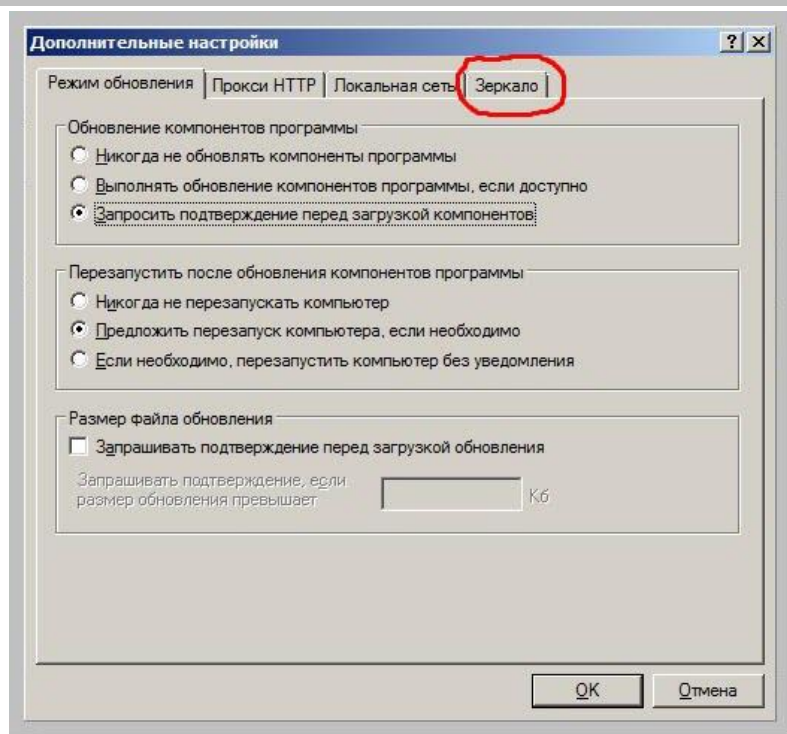 Дополнительные настройки
Режим обновления Прокси HTTP Локальная сеть Зеркало
Обновление компонентов программы
Никогда не обновлять компоненты программы
Выполнять обновление компонентов программы, если доступно
Запросить подтверждение перед загрузкой компонентов
Перезапустить после обновления компонентов программы
Никогда не перезапускать компьютер
Предложить перезапуск компьютера, если необходимо
Если необходимо, перезапустить компьютер без уведомления
Размер файла обновления
Запрашивать подтверждение перед загрузкой обновления
Запрашивать подтверждение, если
размер обновления превышает Кб
OK Отмена